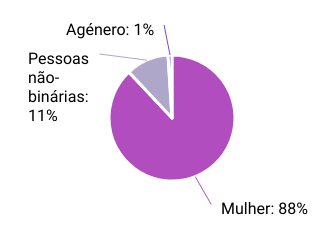 Agénero: 1%
Pessoas
não-
binárias:
11%
Mulher: 88%